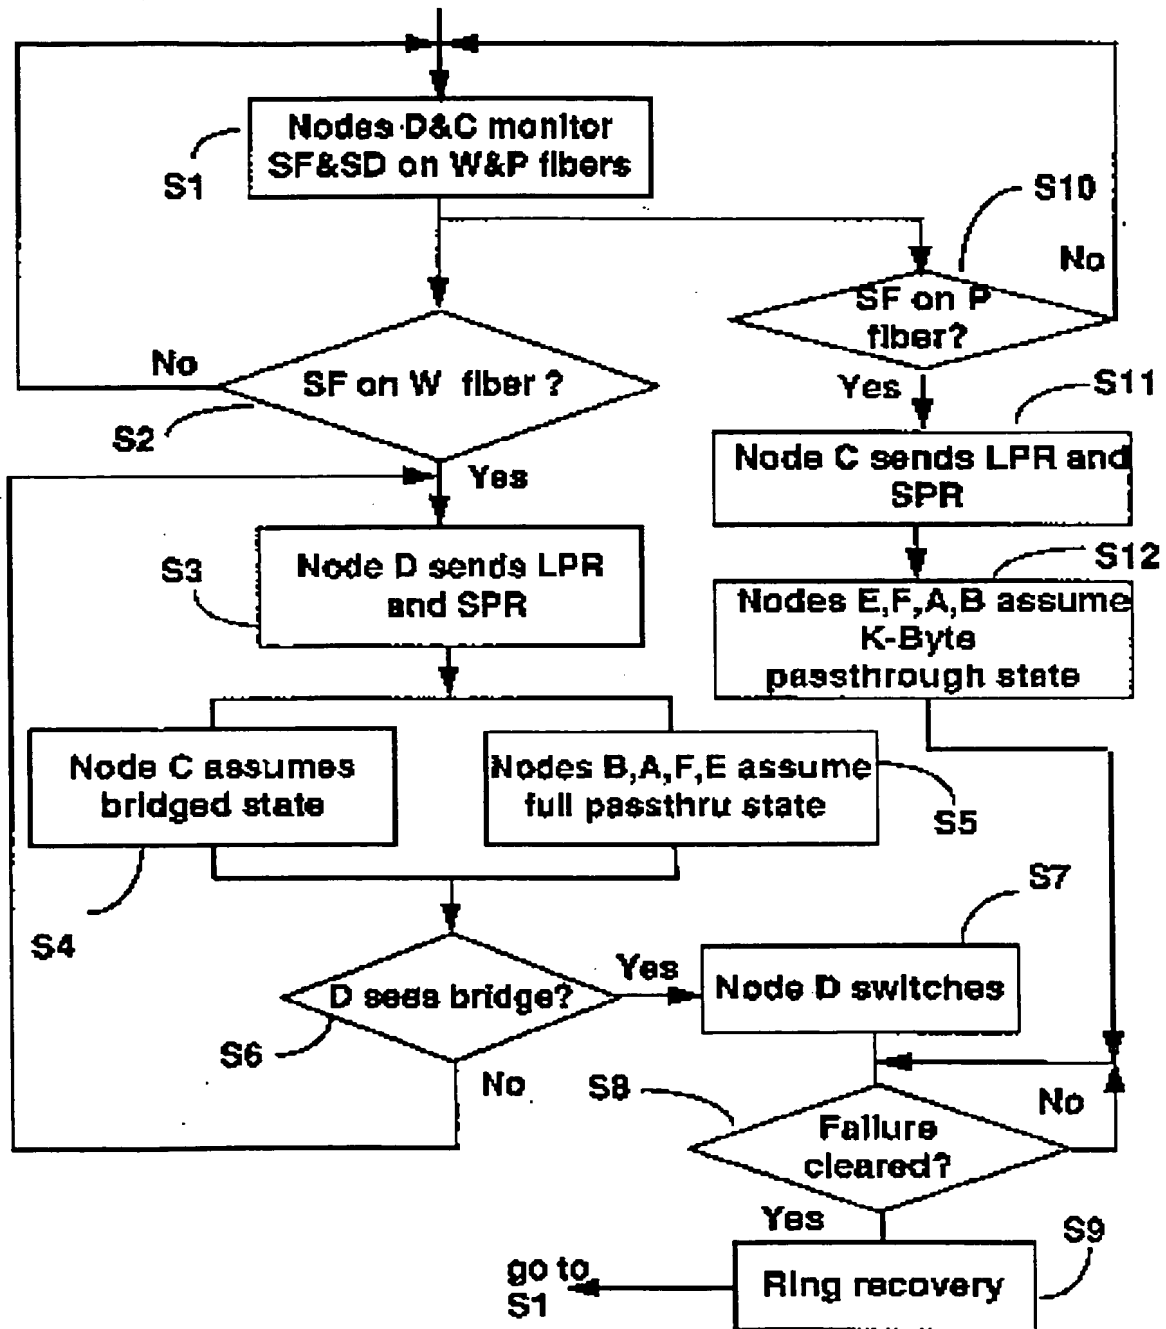 Nodes D&C monitor
SF&SD on W&P fibers
S1
S10
No
SF on P
fiber?
No
SF on W fiber ?
S2
Yes
Yes
S11
Node C sends LPR and
SPR
S3
Node D sends LPR
and SPR
S12
Nodes E,F,A,B assume
K-Byte
passthrough state
Node C assumes
bridged state
Nodes B,A,F,E assume
full passthru state
S5
S4
S7
D sees bridge?
Yes
Node D switches
S6
No
S8
No
Failure
cleared?
Yes
S9
Ring recovery
go to
S1